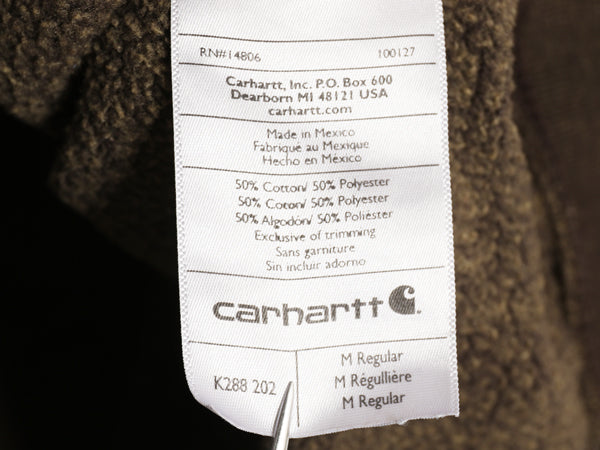 RN#14806 100127
Carhartt, Inc. P.O. Box 600
Dearborn MI 48121 USA
carhartt.com
Made in Mexico
Fabriqué au Mexique
Hecho en México
50% Cotton/ 50% Polyester
50% Coton/ 50% Polyester
50% Algodón/ 50% Poliéster
Exclusive of trimming
Sans garniture
Sin incluir adorno
carhartt
K288 202
M Regular
M Régullière
M Regular